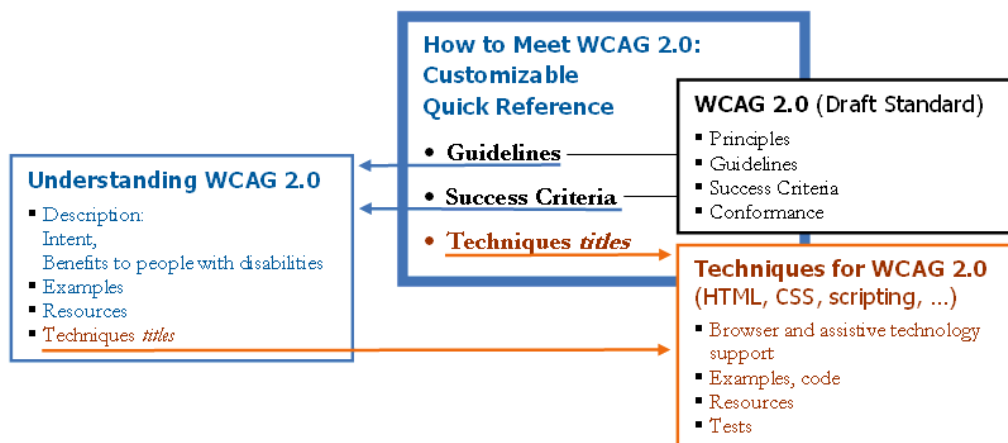 How to Meet WCAG 2.0:
Customizable
Quick Reference
• Guidelines
• Success Criteria
• Techniques titles
WCAG 2.0 (Draft Standard)
▪ Principles
▪ Guidelines
▪ Success Criteria
▪ Conformance
Understanding WCAG 2.0
▪ Description:
Intent,
Benefits to people with disabilities
▪ Examples
▪ Resources
▪ Techniques titles
Techniques for WCAG 2.0
(HTML, CSS, scripting, ...)
▪ Browser and assistive technology
support
▪ Examples, code
▪ Resources
▪ Tests